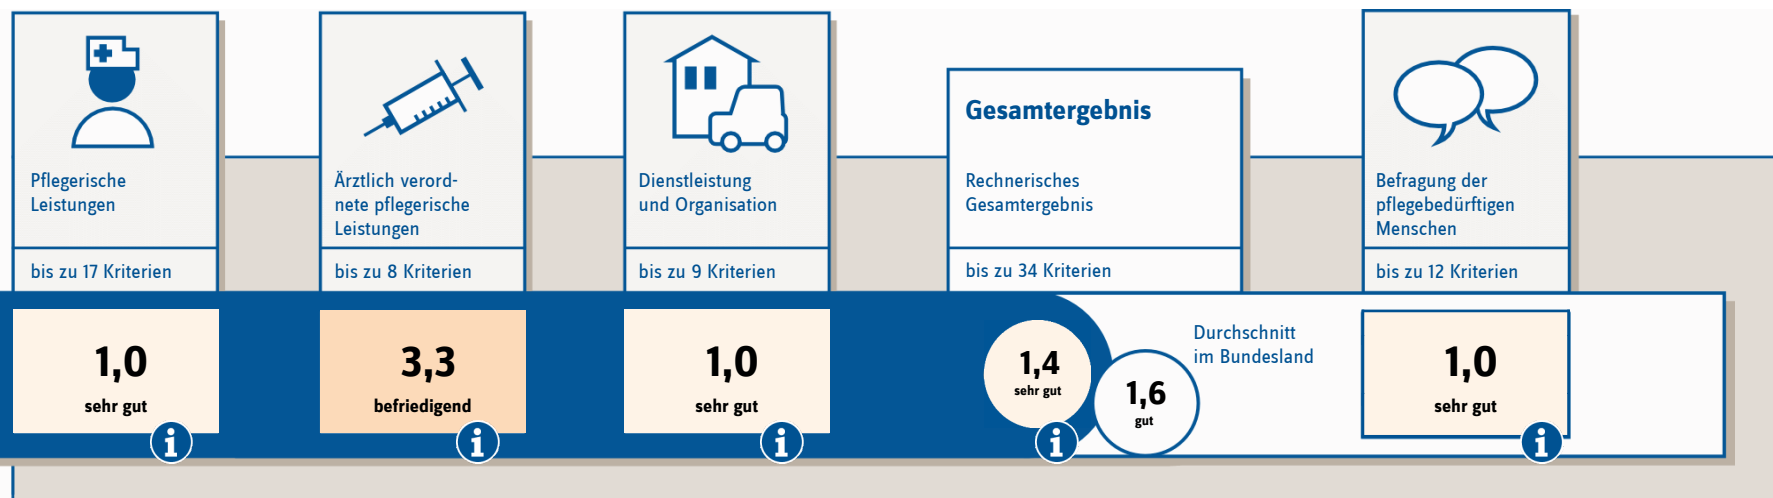 Pflegerische
Leistungen
bis zu 17 Kriterien
1,0
sehr gut
i
Ärztlich verord-
nete pflegerische
Leistungen
bis zu 8 Kriterien
3,3
befriedigend
i
Dienstleistung
und Organisation
bis zu 9 Kriterien
1,0
sehr gut
i
Gesamtergebnis
Rechnerisches
Gesamtergebnis
bis zu 34 Kriterien
1,4
sehr gut
i
1,6
gut
Durchschnitt
im Bundesland
Befragung der
pflegebedürftigen
Menschen
bis zu 12 Kriterien
1,0
sehr gut
i